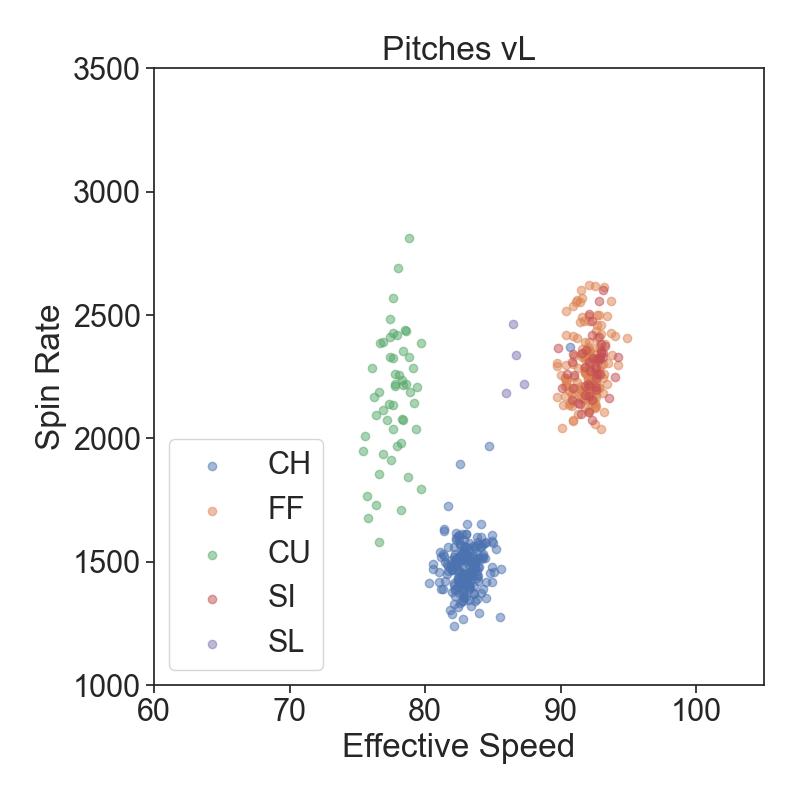 Pitches vL
3500
3000
2500
2000
1500
1000
Spin Rate
CH
FF
CU
SI
SL
60 70 80 90 100
Effective Speed